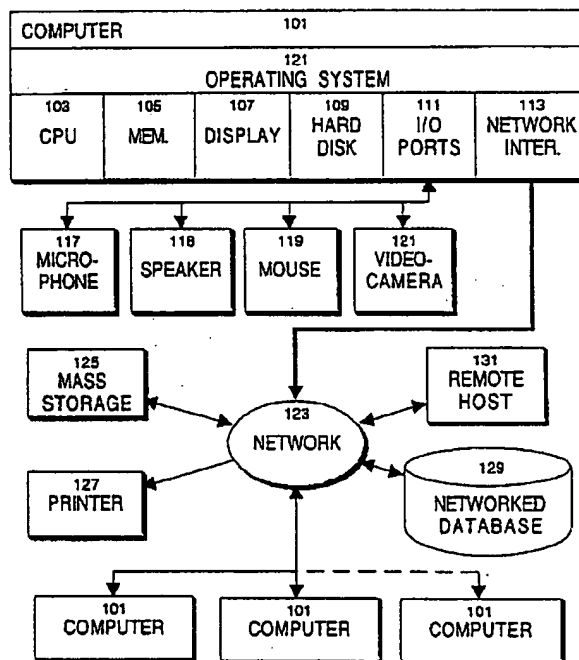 COMPUTER 101
121
OPERATING SYSTEM
103 105 107 109 111 113
CPU MEM. DISPLAY HARD DISK I/O PORTS NETWORK INTER.
117
MICRO-
PHONE
118
SPEAKER
119
MOUSE
121
VIDEO-
CAMERA
125
MASS
STORAGE
131
REMOTE
HOST
123
NETWORK
127
PRINTER
129
NETWORKED
DATABASE
101
COMPUTER
101
COMPUTER
101
COMPUTER